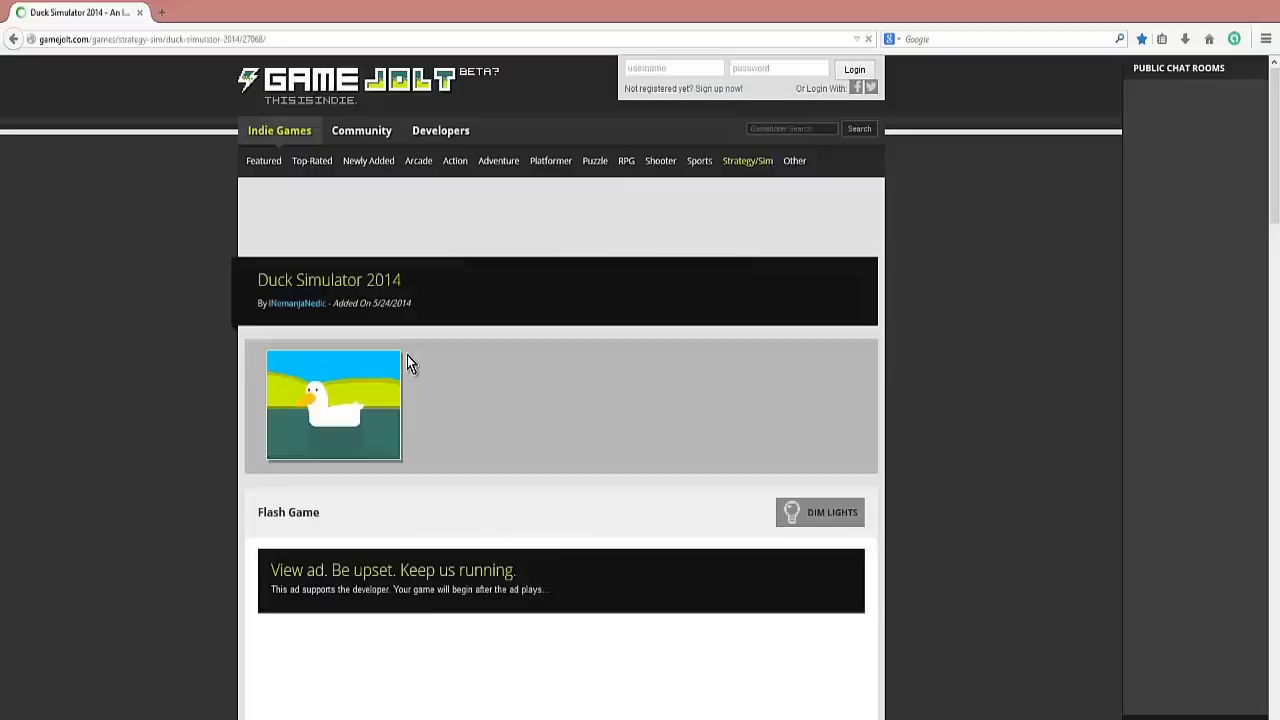 Duck Simulator 2014 - An I...
gamejolt.com/games/strategy-sim/duck-simulator-2014/27068/
Google
GAME JOLT BETA?
THIS IS INDIE.
username password Login
Not registered yet? Sign up now! Or Login With:
PUBLIC CHAT ROOMS
Indie Games Community Developers
Game/User Search Search
Featured Top-Rated Newly Added Arcade Action Adventure Platformer Puzzle RPG Shooter Sports Strategy/Sim Other
Duck Simulator 2014
By INemanjaNedic - Added On 5/24/2014
Flash Game
DIM LIGHTS
View ad. Be upset. Keep us running.
This ad supports the developer. Your game will begin after the ad plays...